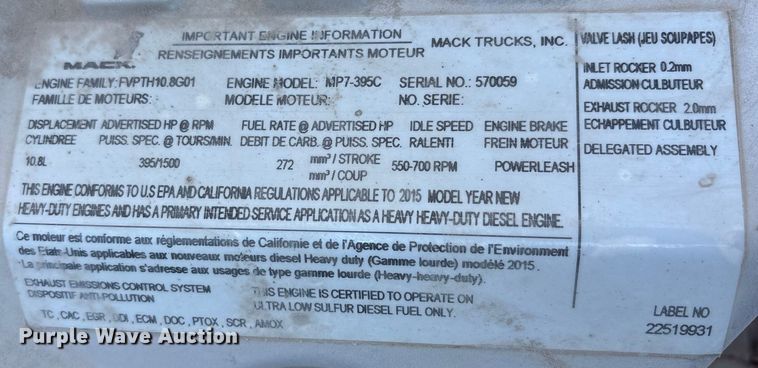 MACK.
IMPORTANT ENGINE INFORMATION
RENSEIGNEMENTS IMPORTANTS MOTEUR
MACK TRUCKS, INC.
ENGINE FAMILY: FVPTH10.8G01 ENGINE MODEL: MP7-395C SERIAL NO.: 570059
FAMILLE DE MOTEURS: MODELE MOTEUR: NO. SERIE:
DISPLACEMENT ADVERTISED HP @ RPM FUEL RATE @ ADVERTISED HP IDLE SPEED ENGINE BRAKE
CYLINDREE PUISS. SPEC. @ TOURS/MIN. DEBIT DE CARB. @ PUISS. SPEC. RALENTI FREIN MOTEUR
10.8L 395/1500 272 mm³ / STROKE 550-700 RPM POWERLEASH
mm³ / COUP
THIS ENGINE CONFORMS TO U.S EPA AND CALIFORNIA REGULATIONS APPLICABLE TO 2015 MODEL YEAR NEW
HEAVY-DUTY ENGINES AND HAS A PRIMARY INTENDED SERVICE APPLICATION AS A HEAVY HEAVY-DUTY DIESEL ENGINE.
Ce moteur est conforme aux réglementations de Californie et de l'Agence de Protection de l'Environment
des Etats-Unis applicables aux nouveaux moteurs diesel Heavy duty (Gamme lourde) modélé 2015.
La principale application s'adresse aux usages de type gamme lourde (Heavy-heavy-duty).
EXHAUST EMISSIONS CONTROL SYSTEM
DISPOSITIF ANTI-POLLUTION
TC, CAC, EGR, DDI, ECM, DOC, PTOX, SCR, AMOX
THIS ENGINE IS CERTIFIED TO OPERATE ON
ULTRA LOW SULFUR DIESEL FUEL ONLY.
VALVE LASH (JEU SOUPAPES)
INLET ROCKER 0.2mm
ADMISSION CULBUTEUR
EXHAUST ROCKER 2.0mm
ECHAPPEMENT CULBUTEUR
DELEGATED ASSEMBLY
LABEL NO
22519931
Purple Wave Auction